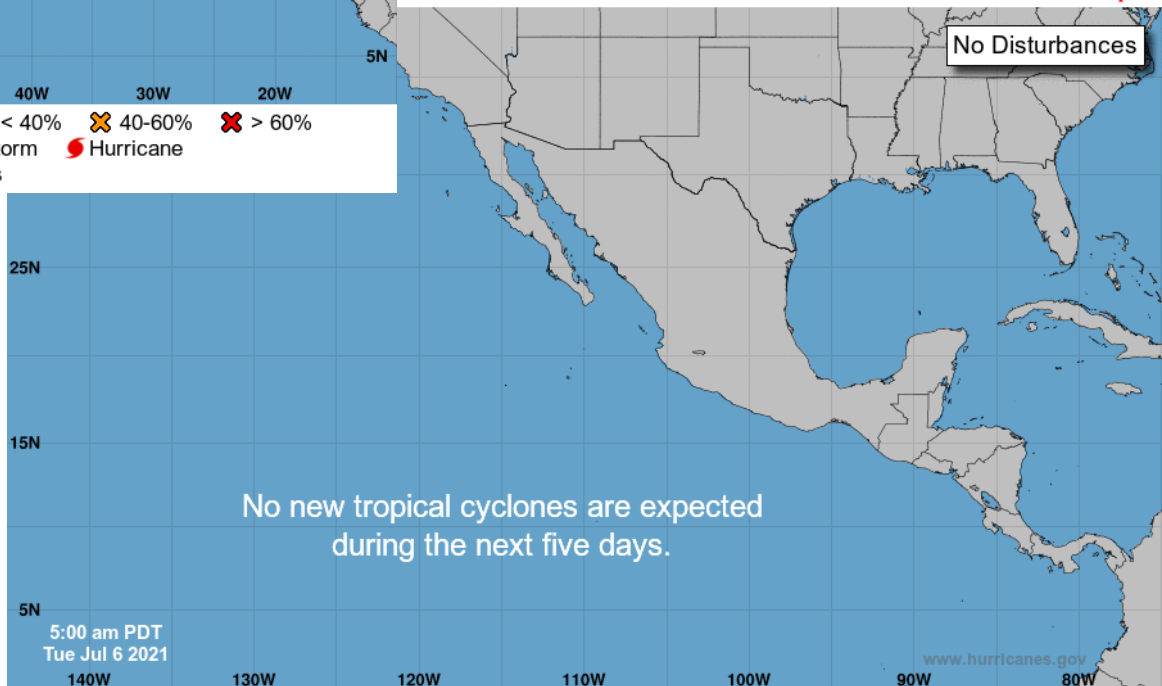 5N
No Disturbances
40W 30W 20W
< 40% 40-60% > 60%
Hurricane
25N
15N
No new tropical cyclones are expected
during the next five days.
5N
5:00 am PDT
Tue Jul 6 2021
www.hurricanes.gov
140W 130W 120W 110W 100W 90W 80W